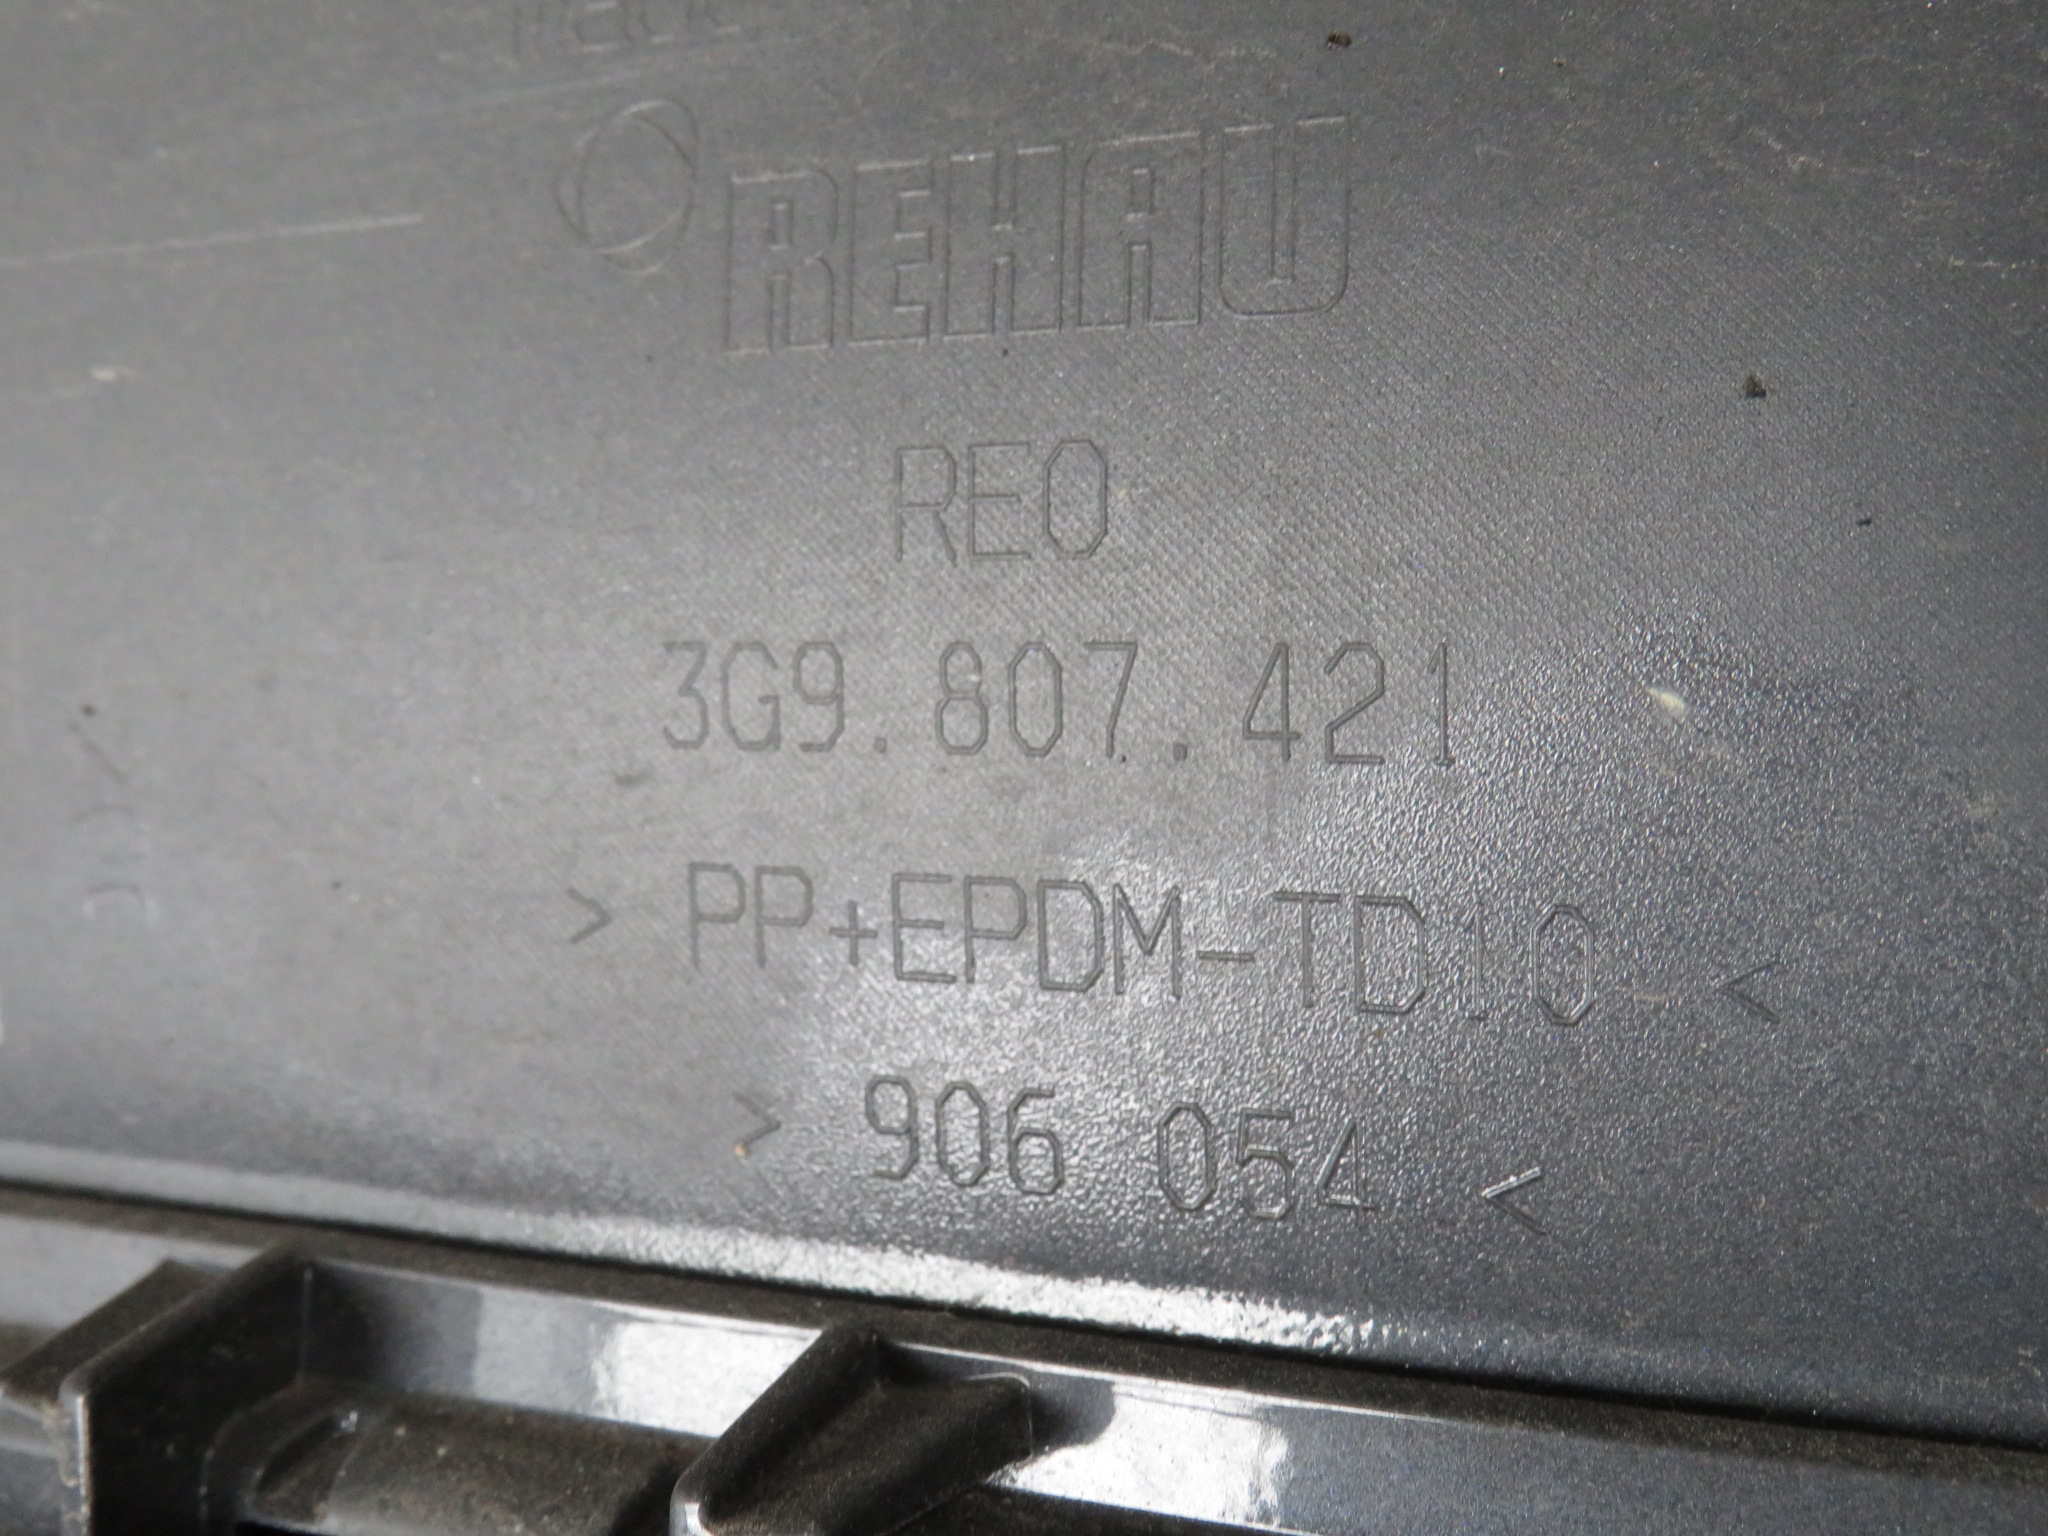 REHAU
REO
3G9.807.421
> PP+EPDM-TD10 <
> 906 054 <